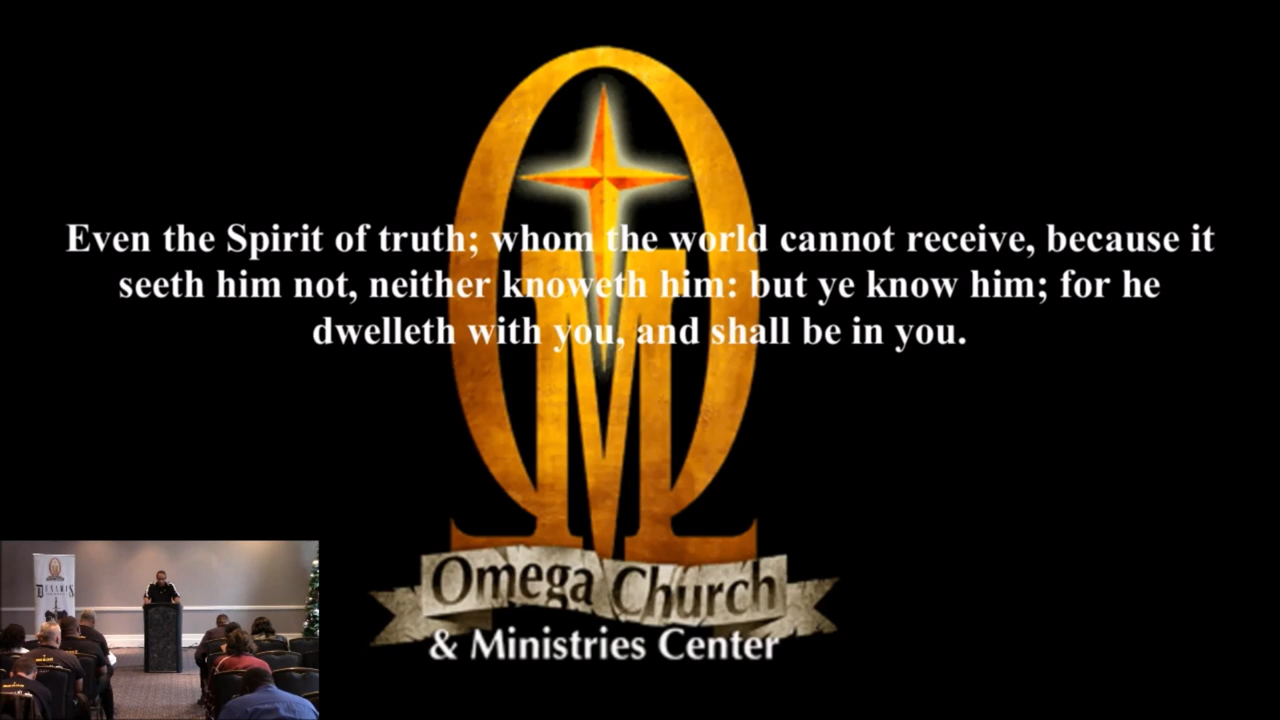 Even the Spirit of truth; whom the world cannot receive, because it
seeth him not, neither knoweth him: but ye know him; for he
dwelleth with you, and shall be in you.
Omega Church
& Ministries Center
DUNAMIS